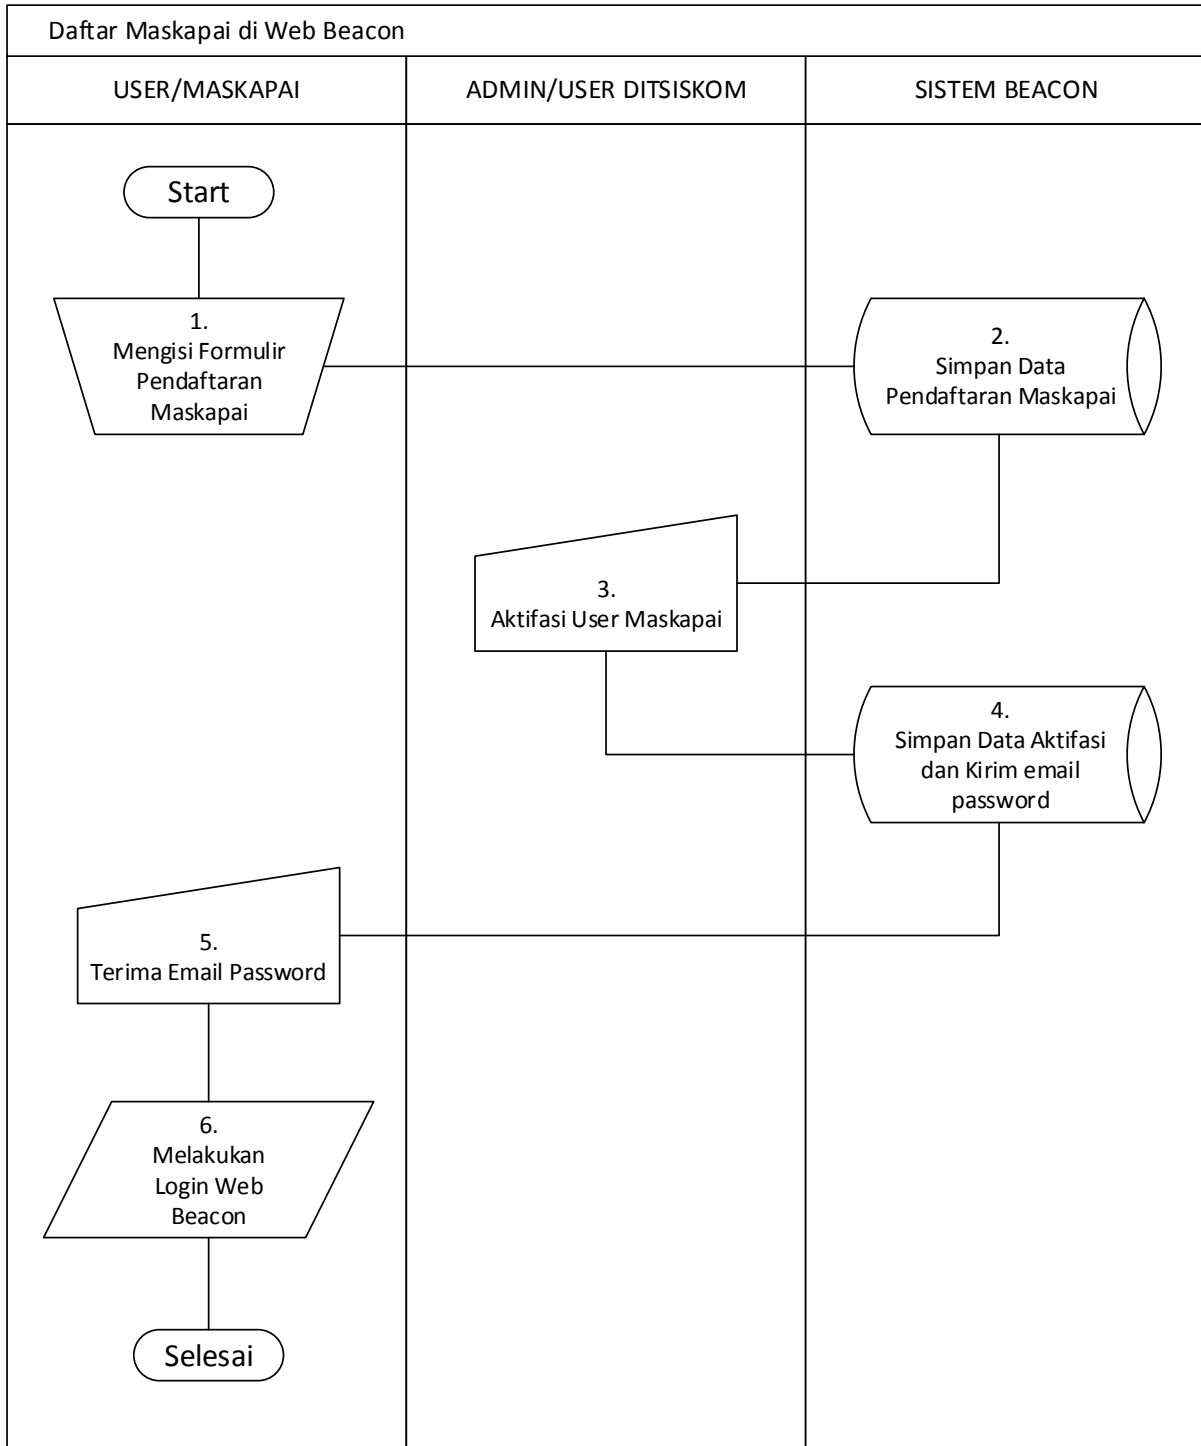 Daftar Maskapai di Web Beacon
USER/MASKAPAI
ADMIN/USER DITSISKOM
SISTEM BEACON
Start
1.
Mengisi Formulir
Pendaftaran
Maskapai
2.
Simpan Data
Pendaftaran Maskapai
3.
Aktifasi User Maskapai
4.
Simpan Data Aktifasi
dan Kirim email
password
5.
Terima Email Password
6.
Melakukan
Login Web
Beacon
Selesai